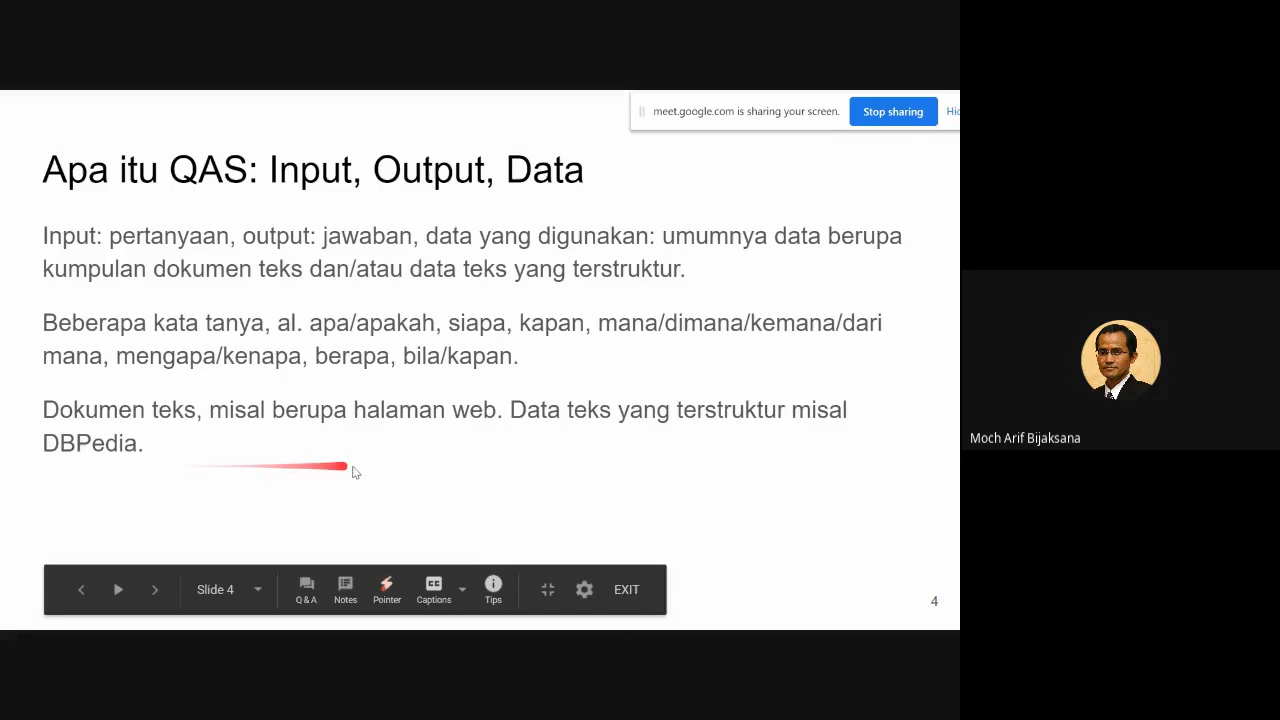 meet.google.com is sharing your screen.
Stop sharing
Apa itu QAS: Input, Output, Data
Input: pertanyaan, output: jawaban, data yang digunakan: umumnya data berupa
kumpulan dokumen teks dan/atau data teks yang terstruktur.
Beberapa kata tanya, al. apa/apakah, siapa, kapan, mana/dimana/kemana/dari
mana, mengapa/kenapa, berapa, bila/kapan.
Dokumen teks, misal berupa halaman web. Data teks yang terstruktur misal
DBPedia.
Moch Arif Bijaksana
Slide 4
Q & A
Notes
Pointer
CC
Captions
Tips
EXIT
4